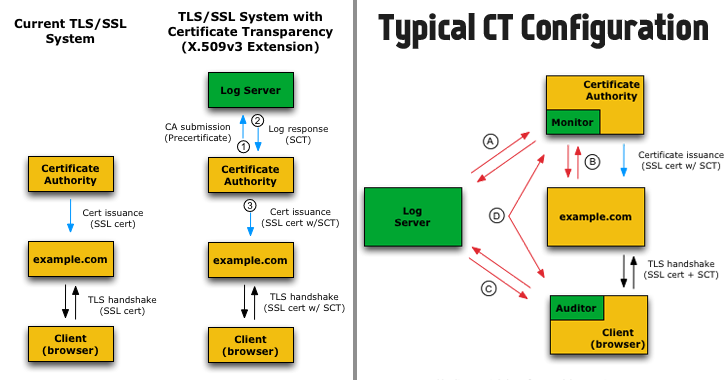 Current TLS/SSL
System
Certificate
Authority
Cert issuance
(SSL cert)
example.com
TLS handshake
(SSL cert)
Client
(browser)
TLS/SSL System with
Certificate Transparency
(X.509v3 Extension)
Log Server
CA submission
(Precertificate)
1
2
Log response
(SCT)
Certificate
Authority
3
Cert issuance
(SSL cert w/SCT)
example.com
TLS handshake
(SSL cert w/ SCT)
Client
(browser)
Typical CT Configuration
Certificate
Authority
Monitor
A
B
Certificate issuance
(SSL cert w/ SCT)
Log
Server
D
example.com
C
TLS handshake
(SSL cert + SCT)
Auditor
Client
(browser)